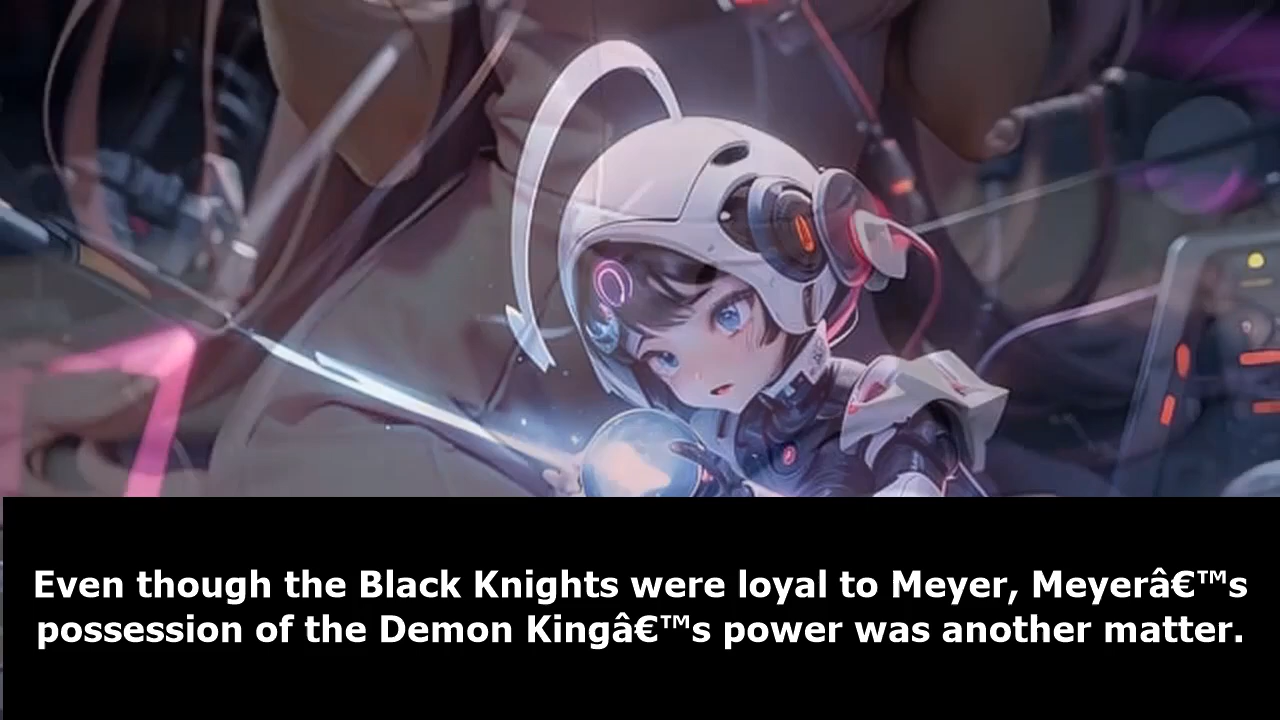 Even though the Black Knights were loyal to Meyer, Meyerâ€™s
possession of the Demon Kingâ€™s power was another matter.